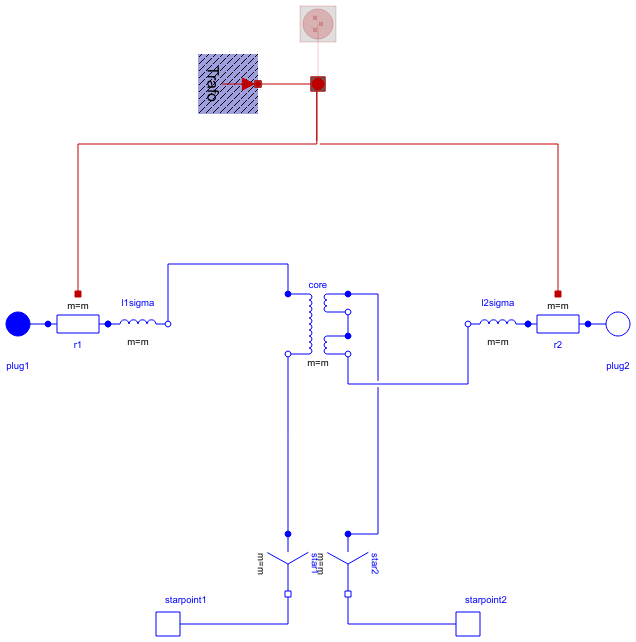 Trafo
core
m=m
l1sigma
l2sigma
m=m
r1
m=m
m=m
r2
plug1
m=m
plug2
m=m
star1
m=m
star2
starpoint1
starpoint2